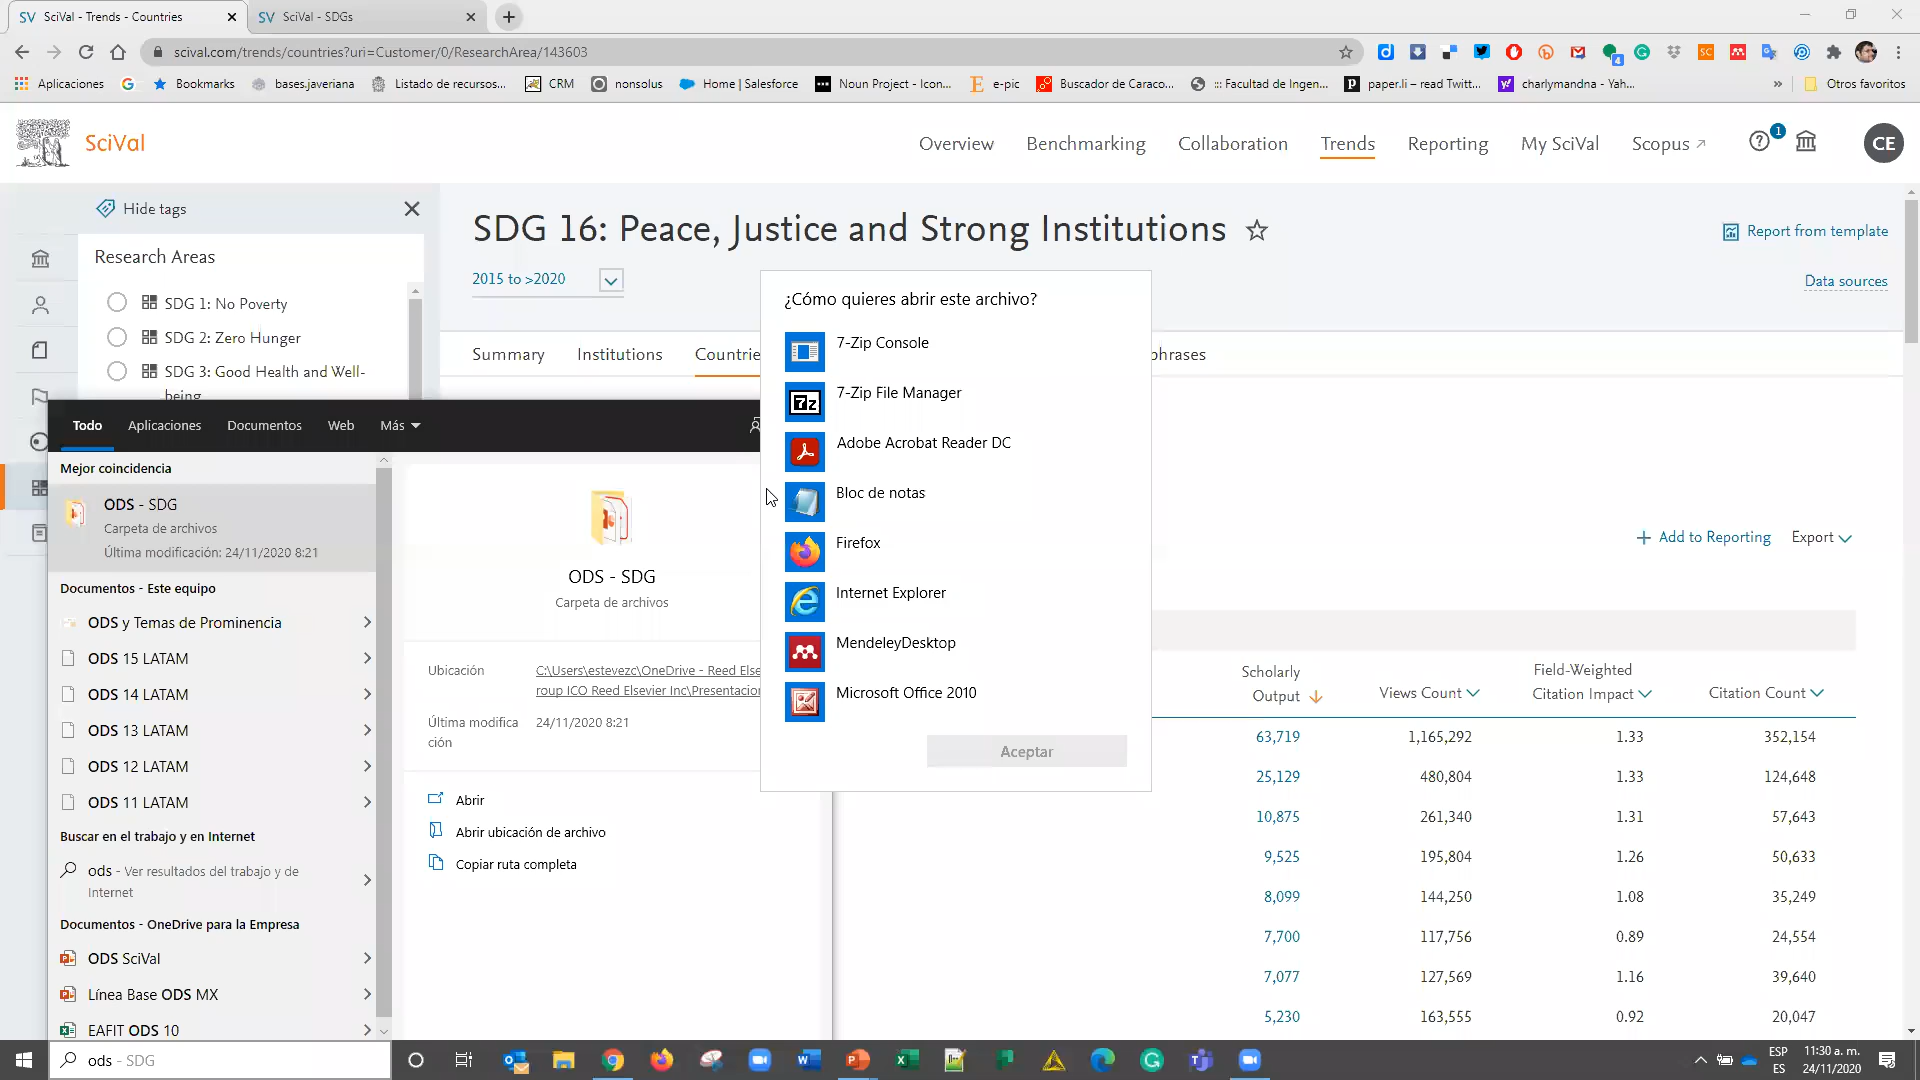 SciVal - Trends - Countries
SciVal - SDGs
scival.com/trends/countries?uri=Customer/0/ResearchArea/143603
Aplicaciones
Bookmarks
bases.javeriana
Listado de recursos...
CRM
nonsolus
Home | Salesforce
Noun Project - Icon...
e-pic
Buscador de Caraco...
::: Facultad de Ingen...
paper.li – read Twitt...
charlymandna - Yah...
»
Otros favoritos
SciVal
Overview
Benchmarking
Collaboration
Trends
Reporting
My SciVal
Scopus
1
CE
Hide tags
Research Areas
SDG 1: No Poverty
SDG 2: Zero Hunger
SDG 3: Good Health and Well-
being
SDG 16: Peace, Justice and Strong Institutions
2015 to >2020
Report from template
Data sources
Summary
Institutions
Countrie
phrases
+ Add to Reporting
Export
Scholarly
Output
Views Count
Field-Weighted
Citation Impact
Citation Count
63,719 1,165,292 1.33 352,154
25,129 480,804 1.33 124,648
10,875 261,340 1.31 57,643
9,525 195,804 1.26 50,633
8,099 144,250 1.08 35,249
7,700 117,756 0.89 24,554
7,077 127,569 1.16 39,640
5,230 163,555 0.92 20,047
¿Cómo quieres abrir este archivo?
7-Zip Console
7-Zip File Manager
Adobe Acrobat Reader DC
Bloc de notas
Firefox
Internet Explorer
MendeleyDesktop
Microsoft Office 2010
Aceptar
Todo
Aplicaciones
Documentos
Web
Más
Mejor coincidencia
ODS - SDG
Carpeta de archivos
Última modificación: 24/11/2020 8:21
Documentos - Este equipo
ODS y Temas de Prominencia
ODS 15 LATAM
ODS 14 LATAM
ODS 13 LATAM
ODS 12 LATAM
ODS 11 LATAM
Buscar en el trabajo y en Internet
ods - Ver resultados del trabajo y de
Internet
Documentos - OneDrive para la Empresa
ODS SciVal
Línea Base ODS MX
EAFIT ODS 10
ODS - SDG
Carpeta de archivos
Ubicación
C:\Users\estevezc\OneDrive - Reed Else
roup ICO Reed Elsevier Inc\Presentacion
Última modifica
ción
24/11/2020 8:21
Abrir
Abrir ubicación de archivo
Copiar ruta completa
ods - SDG
ESP
ES
11:30 a. m.
24/11/2020